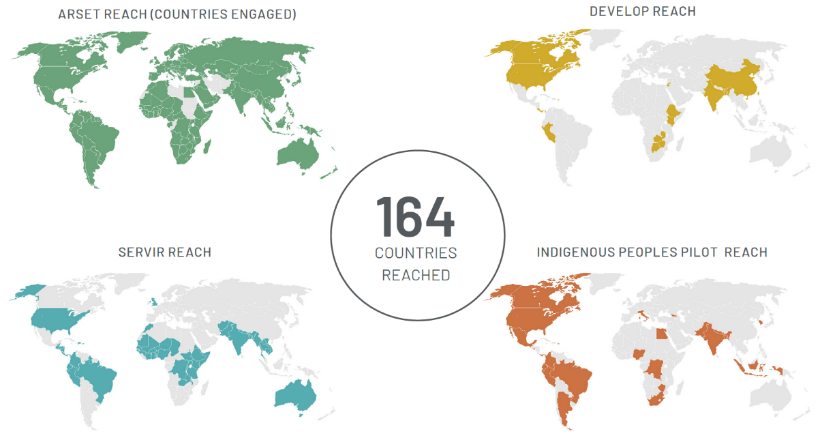 ARSET REACH (COUNTRIES ENGAGED)
DEVELOP REACH
164
COUNTRIES
REACHED
SERVIR REACH
INDIGENOUS PEOPLES PILOT REACH